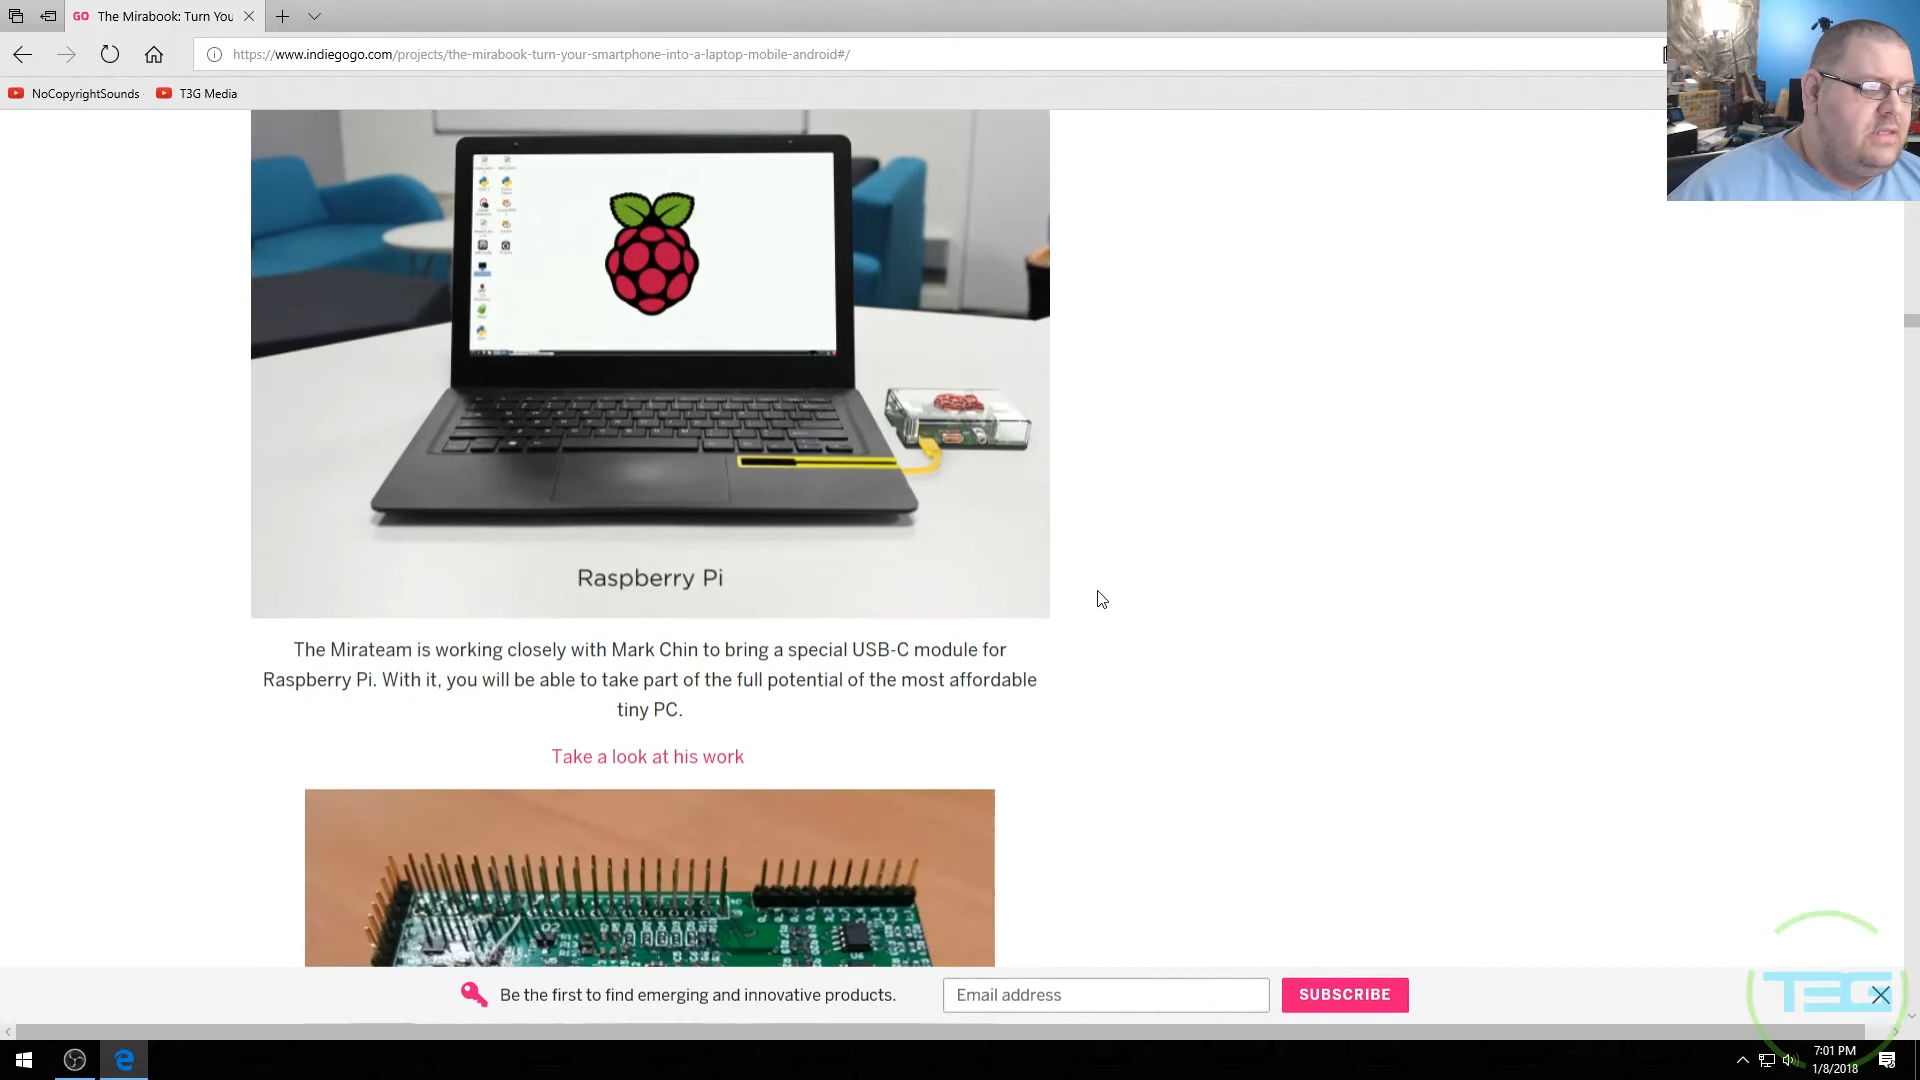 GO The Mirabook: Turn You
https://www.indiegogo.com/projects/the-mirabook-turn-your-smartphone-into-a-laptop-mobile-android#/
NoCopyrightSounds T3G Media
Raspberry Pi
The Mirateam is working closely with Mark Chin to bring a special USB-C module for
Raspberry Pi. With it, you will be able to take part of the full potential of the most affordable
tiny PC.
Take a look at his work
Be the first to find emerging and innovative products. Email address SUBSCRIBE
T3G
7:01 PM
1/8/2018